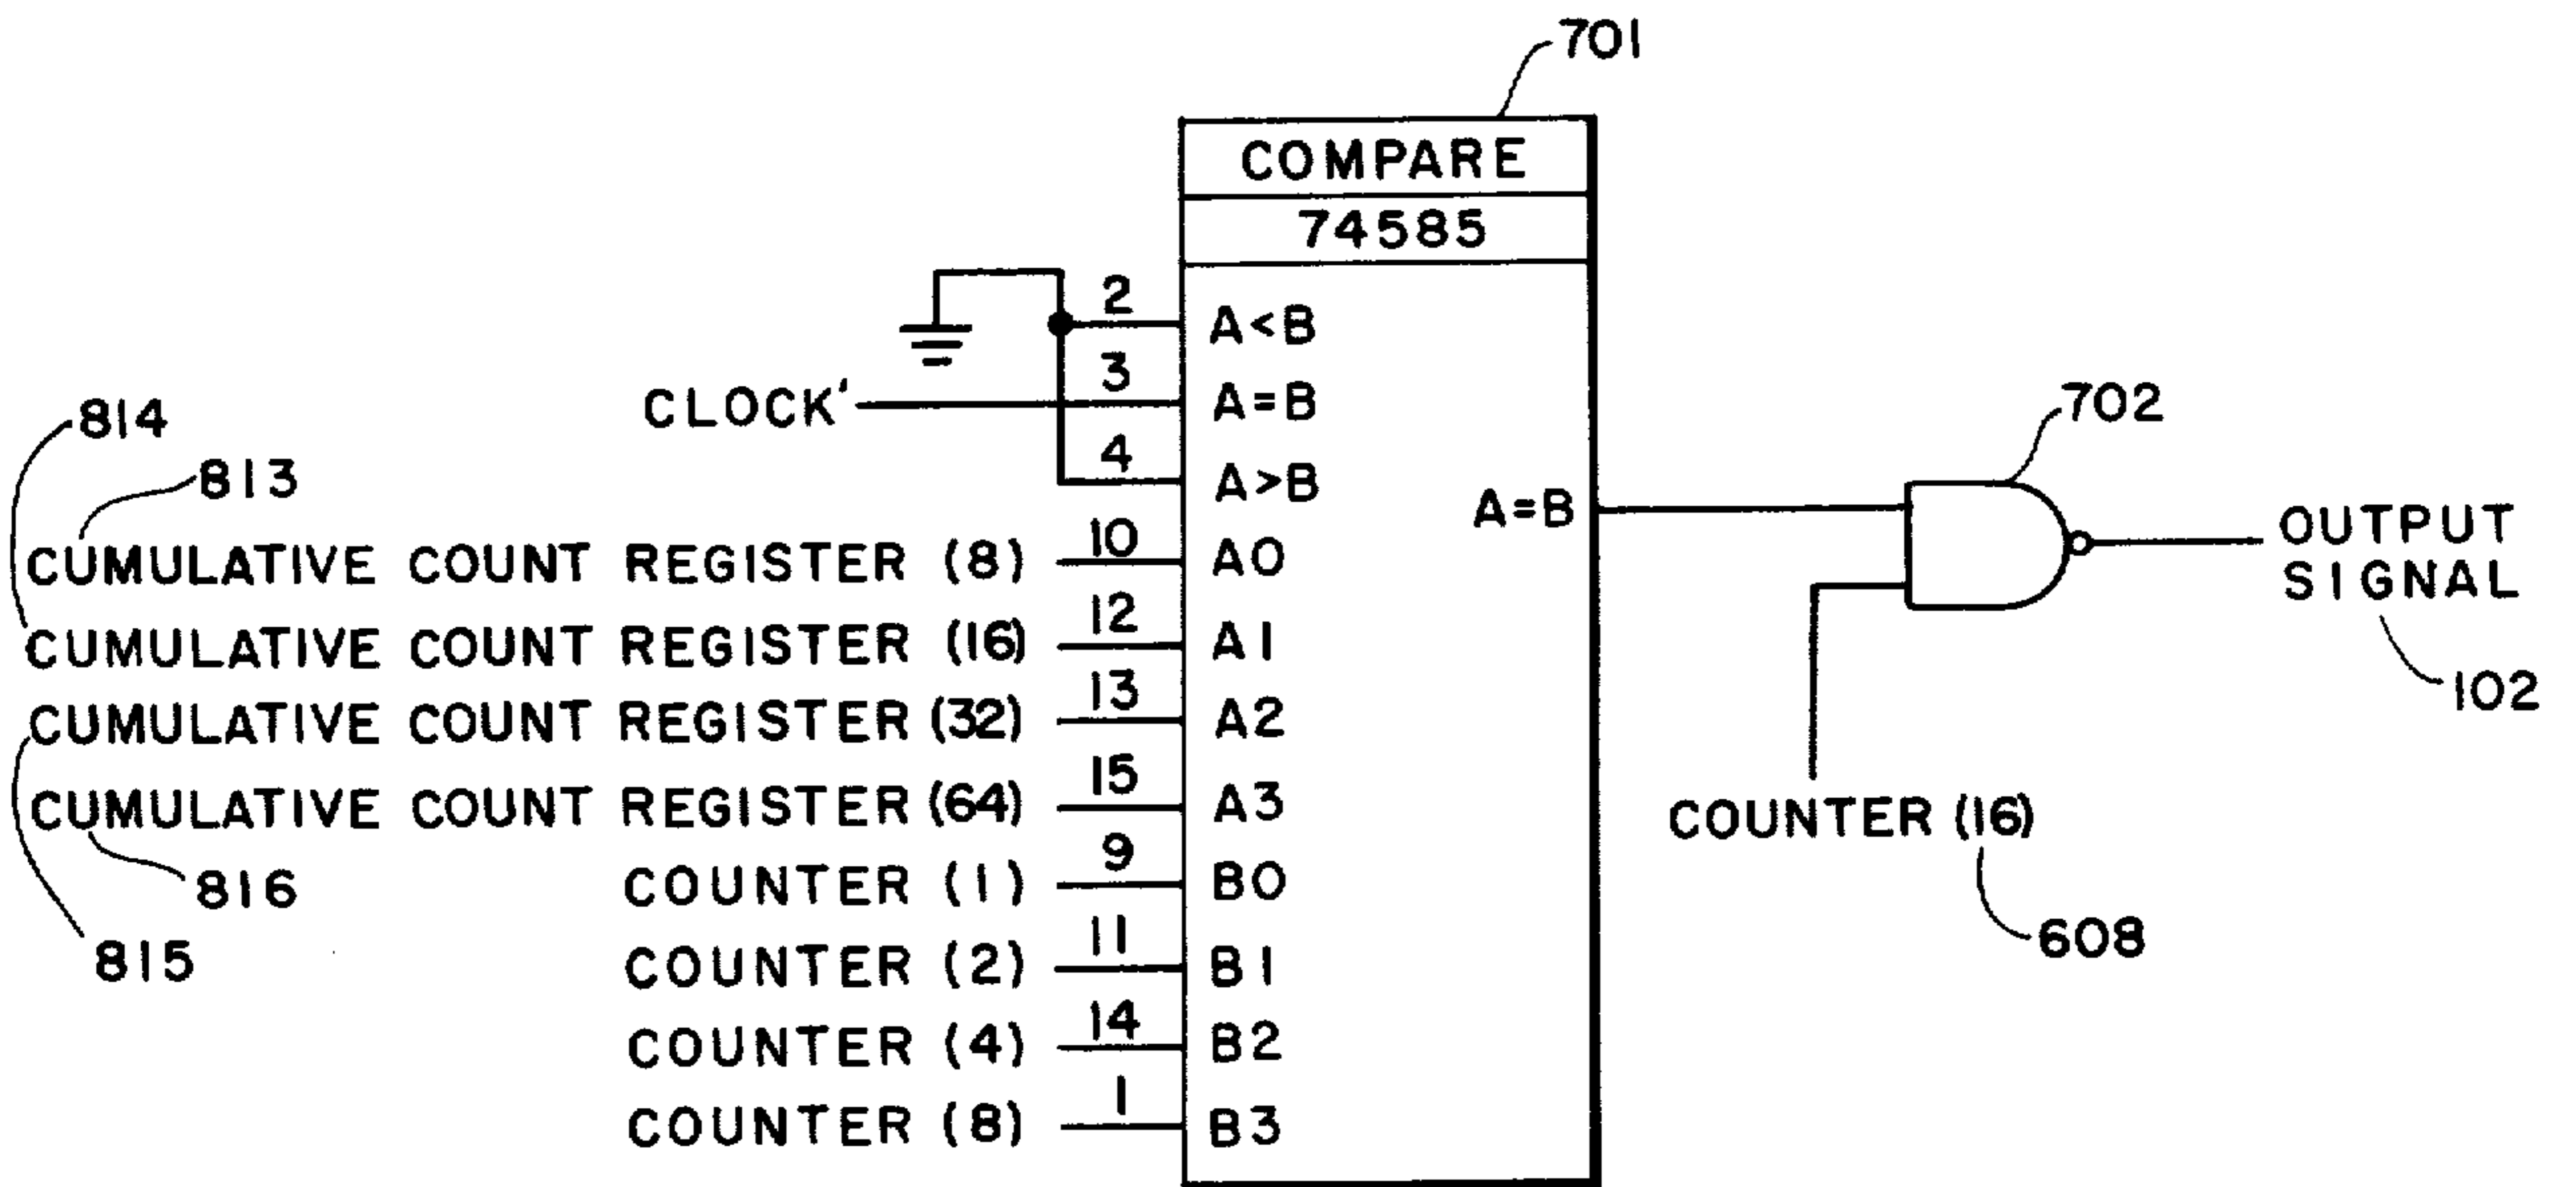 701
COMPARE
74585
2 A<B
CLOCK' 3 A=B
4 A>B
A=B
702
814
813
CUMULATIVE COUNT REGISTER (8) 10 A0
CUMULATIVE COUNT REGISTER (16) 12 A1
CUMULATIVE COUNT REGISTER (32) 13 A2
CUMULATIVE COUNT REGISTER (64) 15 A3
816
815
COUNTER (1) 9 B0
COUNTER (2) 11 B1
COUNTER (4) 14 B2
COUNTER (8) 1 B3
OUTPUT
SIGNAL
102
COUNTER (16)
608